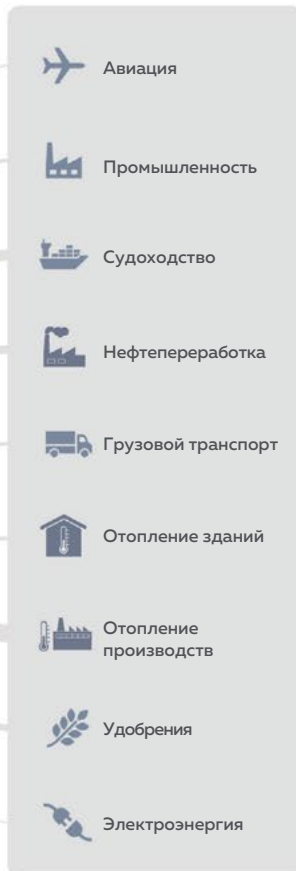 Авиация
Промышленность
Судоходство
Нефтепереработка
Грузовой транспорт
Отопление зданий
Отопление
производств
Удобрения
Электроэнергия